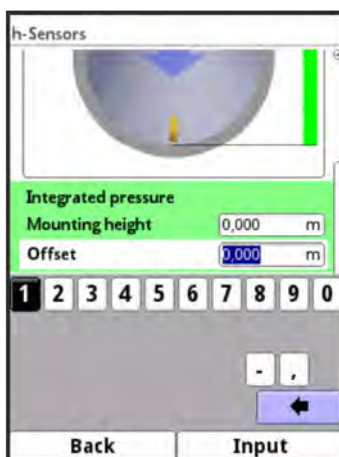 h-Sensors
Integrated pressure
Mounting height 0,000 m
Offset 0,000 m
1 2 3 4 5 6 7 8 9 0
- ,
Back Input